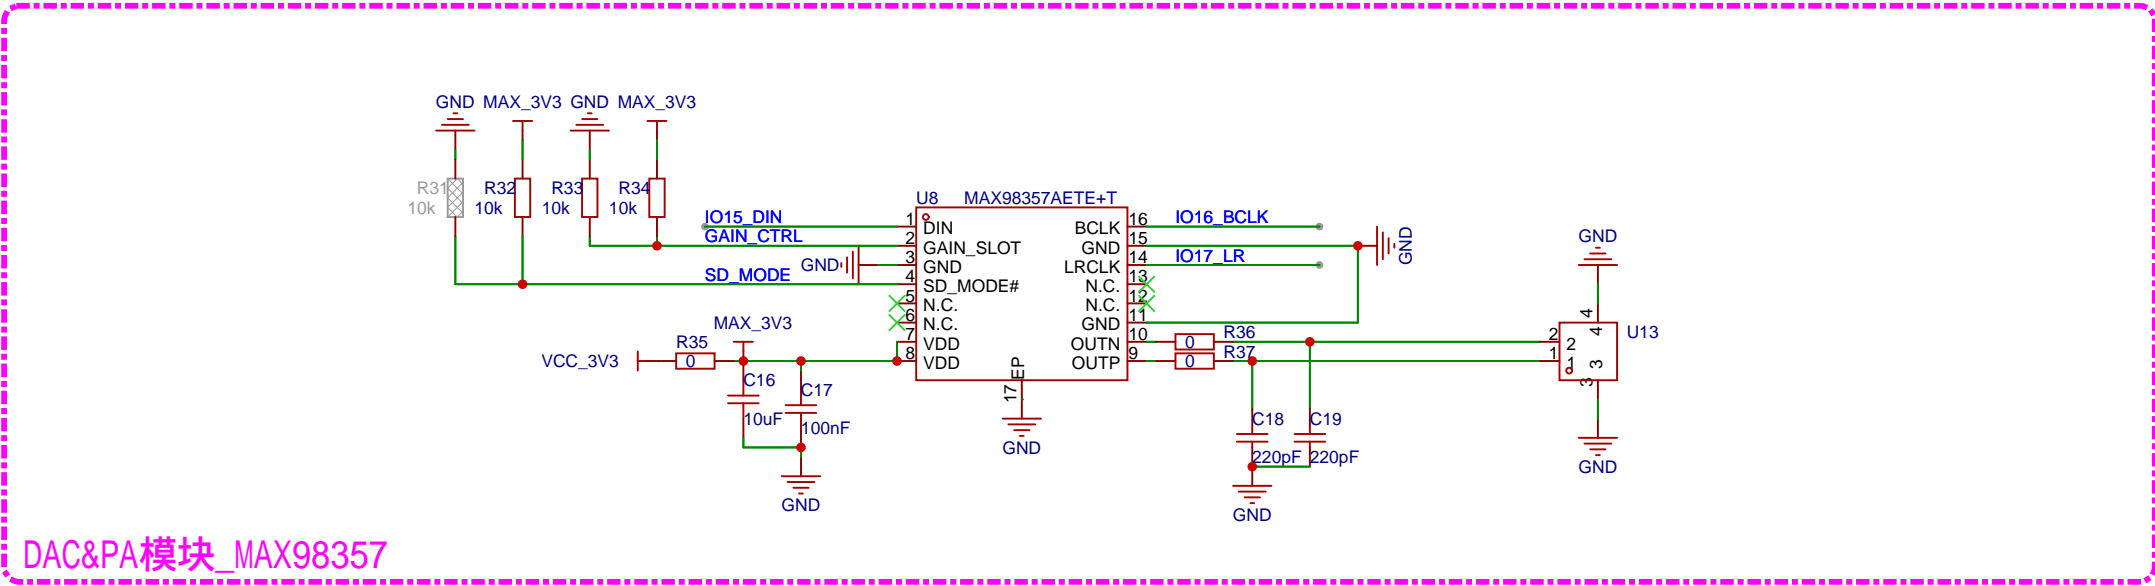 GND MAX_3V3 GND MAX_3V3
R31 R32 R33 R34
10k 10k 10k 10k
U8 MAX98357AETE+T
IO15_DIN
GAIN_CTRL
SD_MODE
GND
1 DIN
2 GAIN_SLOT
3 GND
4 SD_MODE#
5 N.C.
6 N.C.
7 VDD
8 VDD
BCLK 16
GND 15
LRCLK 14
N.C. 13
N.C. 12
GND 11
OUTN 10
OUTP 9
EP 17
GND
IO16_BCLK
IO17_LR
GND
MAX_3V3
VCC_3V3
R35
0
C16
10uF
C17
100nF
GND
R36
0
R37
0
C18
220pF
C19
220pF
GND
GND
4 4
U13
2 2
1 1
3 3
GND
DAC&PA模块_MAX98357